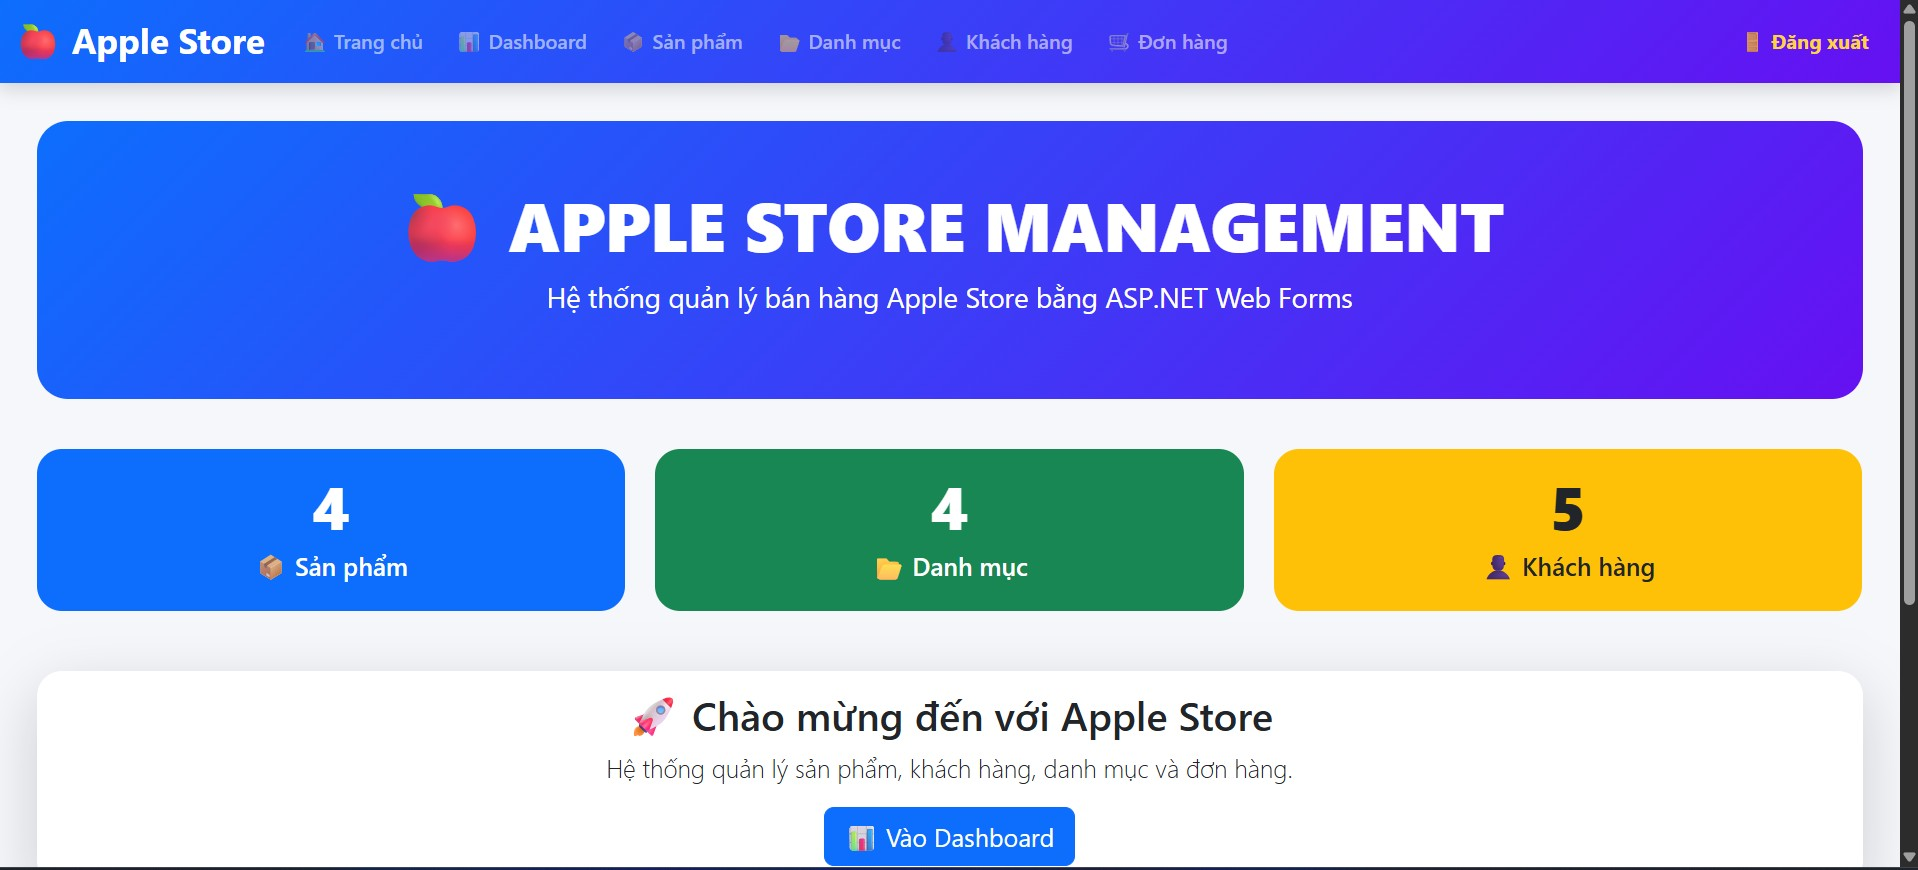 Apple Store
Trang chủ
Dashboard
Sản phẩm
Danh mục
Khách hàng
Đơn hàng
Đăng xuất
APPLE STORE MANAGEMENT
Hệ thống quản lý bán hàng Apple Store bằng ASP.NET Web Forms
4
Sản phẩm
4
Danh mục
5
Khách hàng
Chào mừng đến với Apple Store
Hệ thống quản lý sản phẩm, khách hàng, danh mục và đơn hàng.
Vào Dashboard